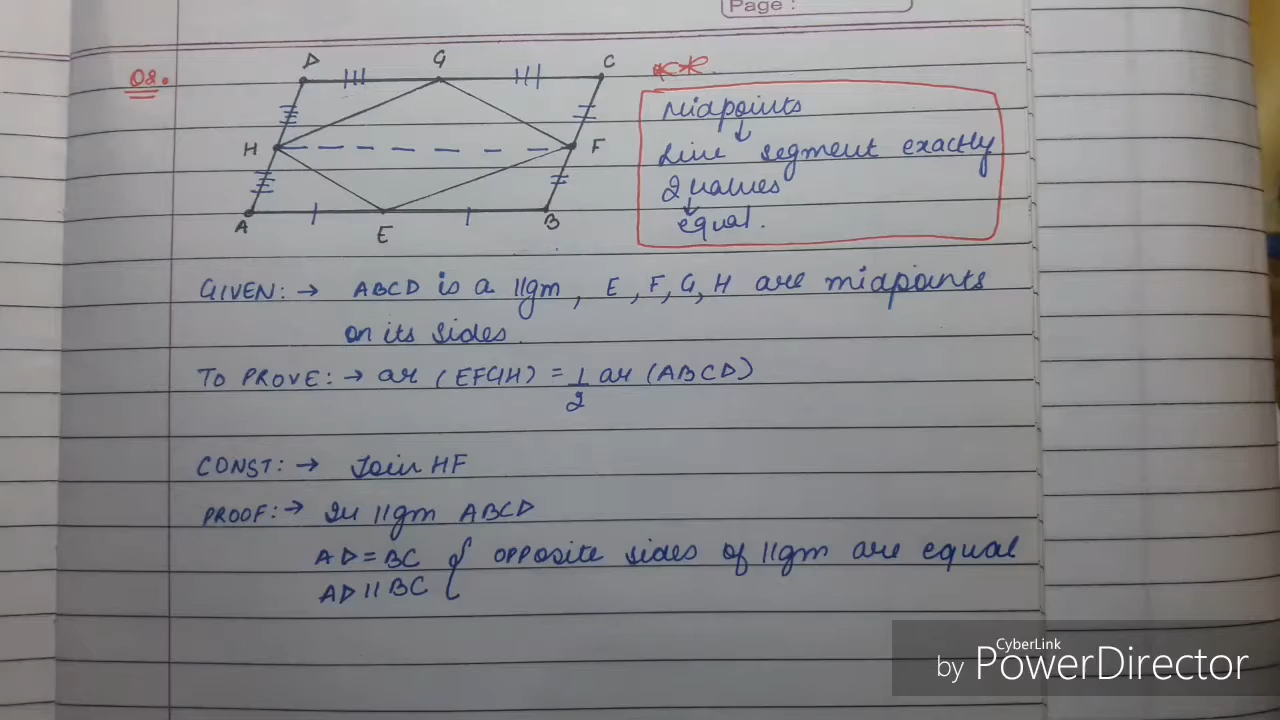 Page :
Q8.
D G C
H F
A E B
**
Midpoints
↓
Line segment exactly
2 values
↓
equal.
GIVEN: → ABCD is a ||gm, E, F, G, H are midpoints
on its sides.
TO PROVE: → ar (EFGH) = 1/2 ar (ABCD)
CONST: → Join HF
PROOF: → In ||gm ABCD
AD = BC { opposite sides of ||gm are equal
AD || BC
CyberLink
by PowerDirector